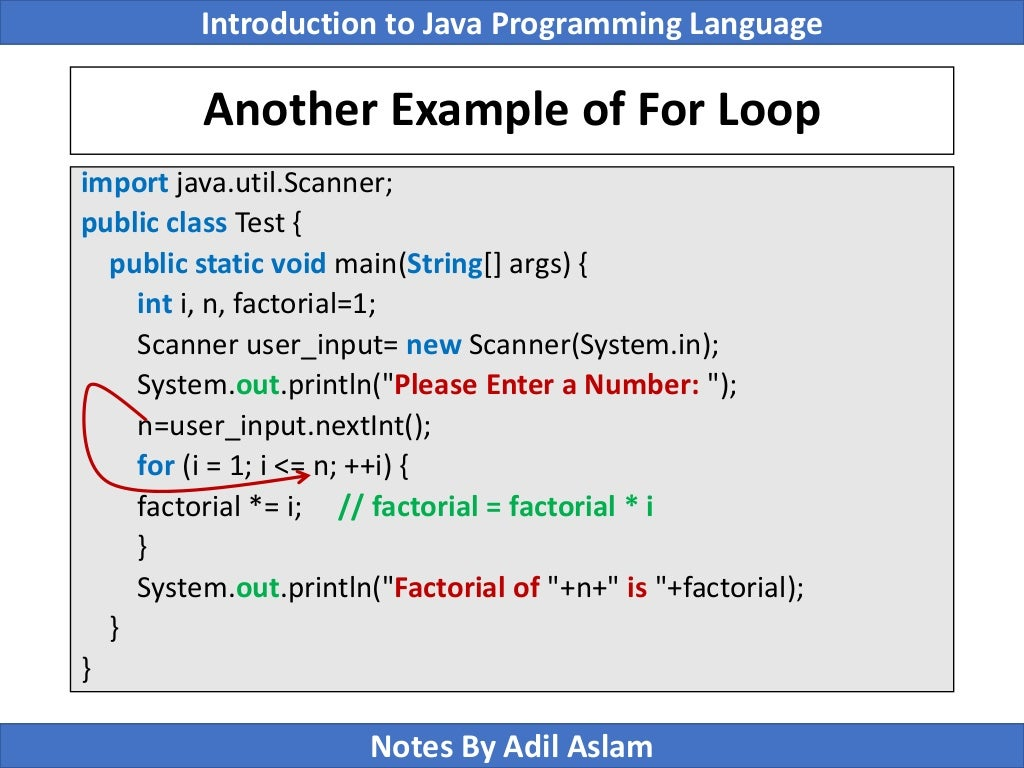 Introduction to Java Programming Language
Another Example of For Loop
import java.util.Scanner;
public class Test {
public static void main(String[] args) {
int i, n, factorial=1;
Scanner user_input= new Scanner(System.in);
System.out.println("Please Enter a Number: ");
n=user_input.nextInt();
for (i = 1; i <= n; ++i) {
factorial *= i; // factorial = factorial * i
}
System.out.println("Factorial of "+n+" is "+factorial);
}
}
Notes By Adil Aslam